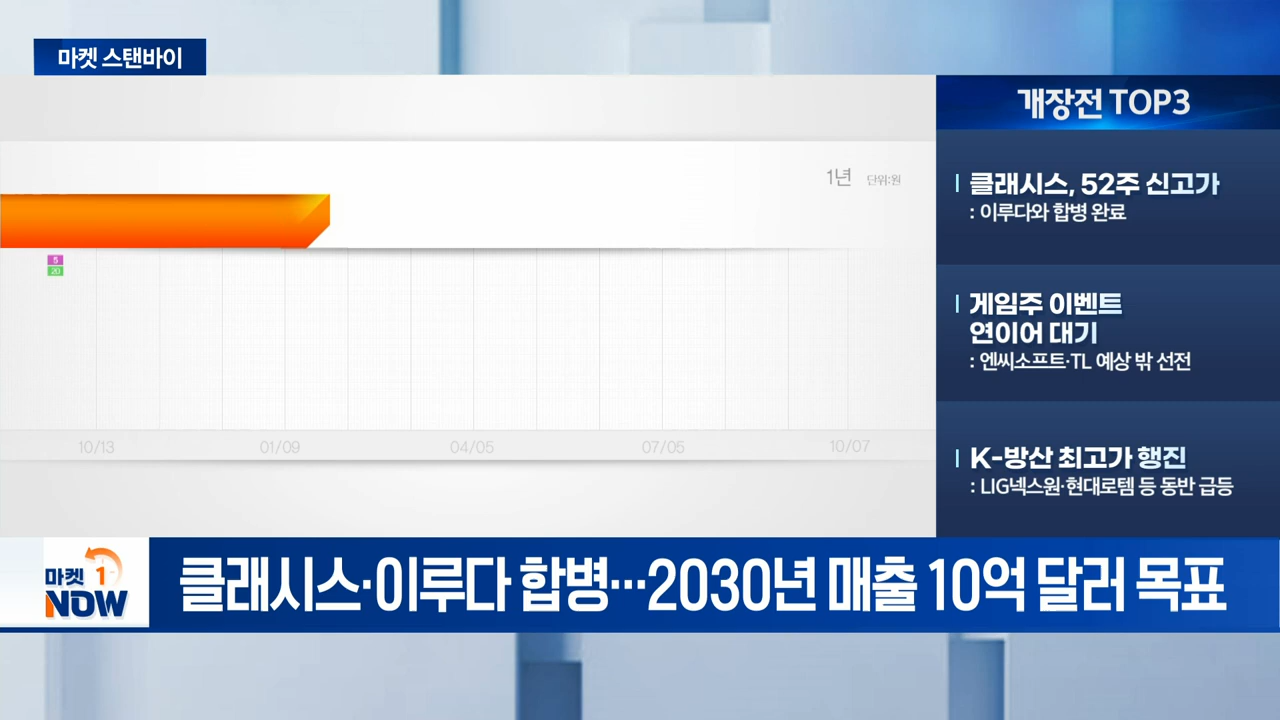 마켓 스탠바이
개장전 TOP3
1년 단위:원
5
20
10/13 01/09 04/05 07/05 10/07
클래시스, 52주 신고가
: 이루다와 합병 완료
게임주 이벤트
연이어 대기
: 엔씨소프트·TL 예상 밖 선전
K-방산 최고가 행진
: LIG넥스원·현대로템 등 동반 급등
마켓 1
NOW
클래시스·이루다 합병…2030년 매출 10억 달러 목표